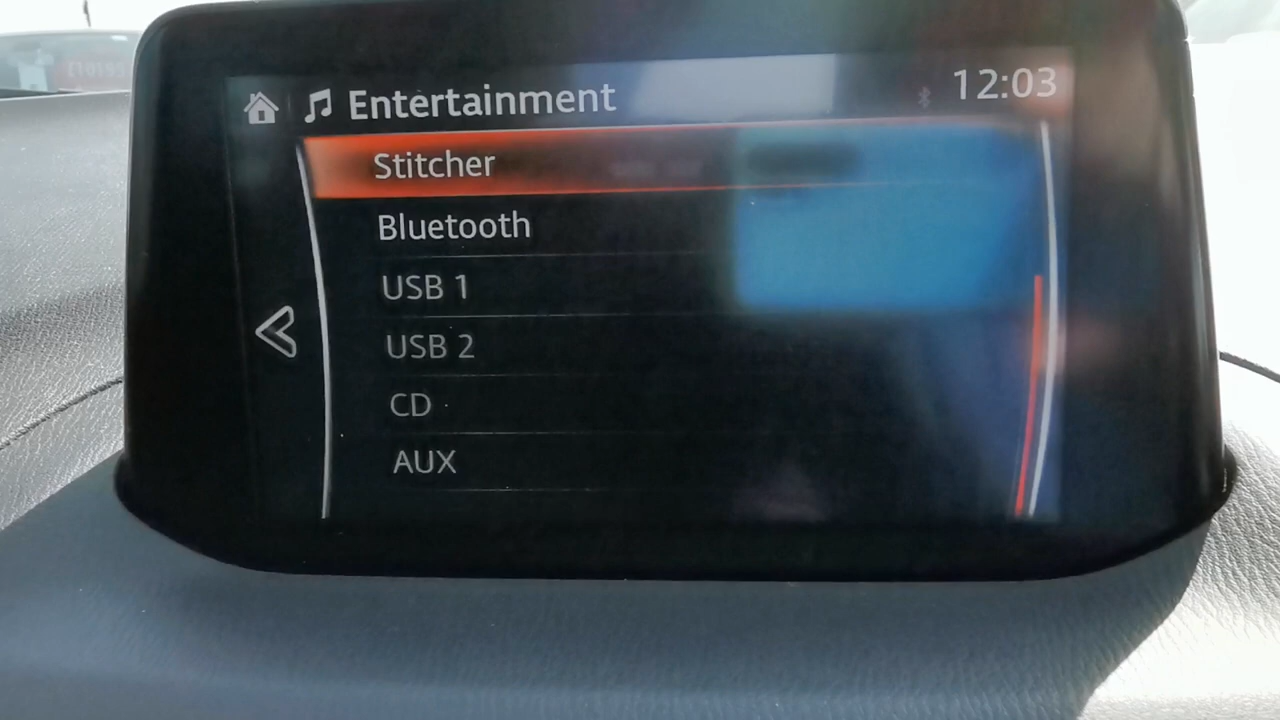 Entertainment
12:03
Stitcher
Bluetooth
USB 1
USB 2
CD
AUX